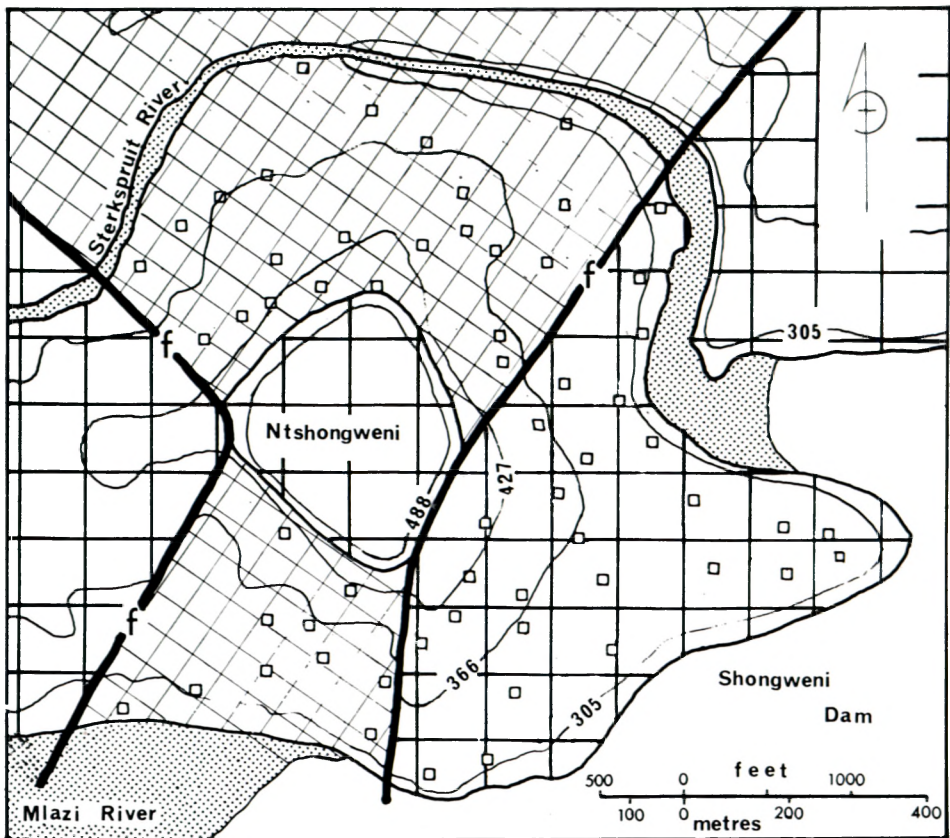 Sterkspruit River
f
305
f
Ntshongweni
427
488
f
366
305
Shongweni
Dam
500 0 feet 1000
100 0 200 400
metres
Mlazi River